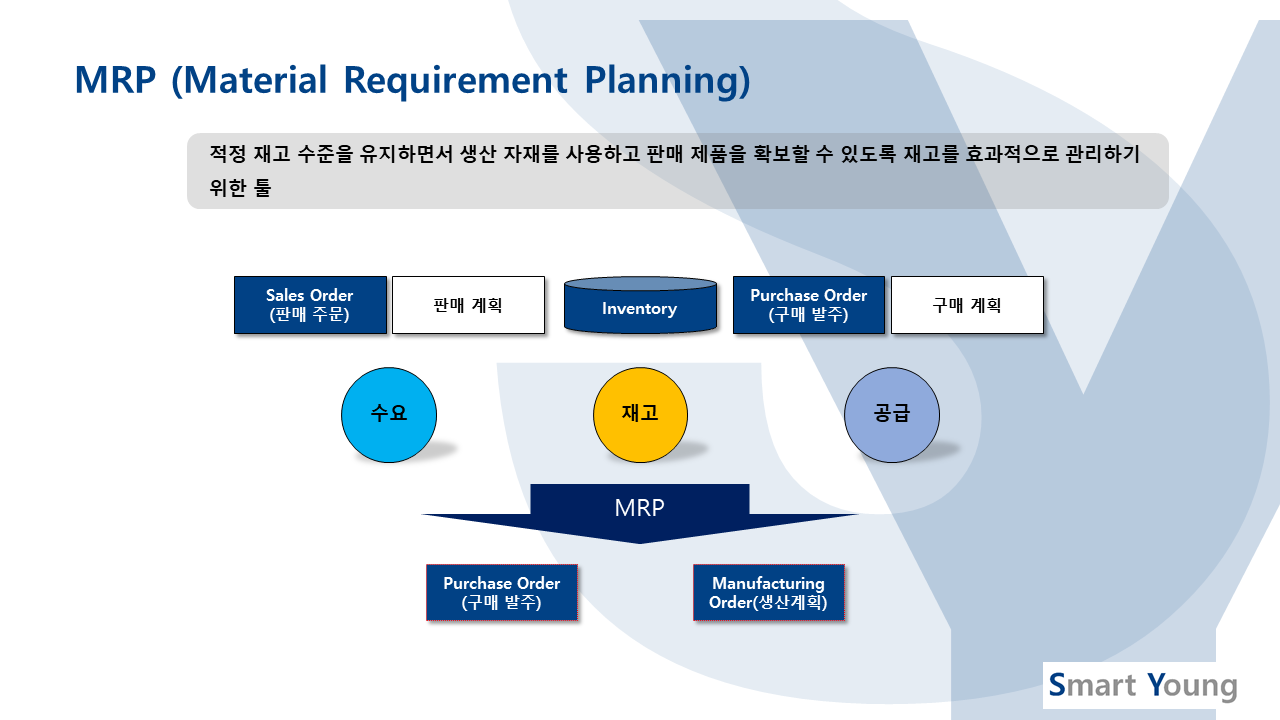 MRP (Material Requirement Planning)
적정 재고 수준을 유지하면서 생산 자재를 사용하고 판매 제품을 확보할 수 있도록 재고를 효과적으로 관리하기
위한 툴
Sales Order
(판매 주문)
판매 계획
Inventory
Purchase Order
(구매 발주)
구매 계획
수요
재고
공급
MRP
Purchase Order
(구매 발주)
Manufacturing
Order(생산계획)
Smart Young